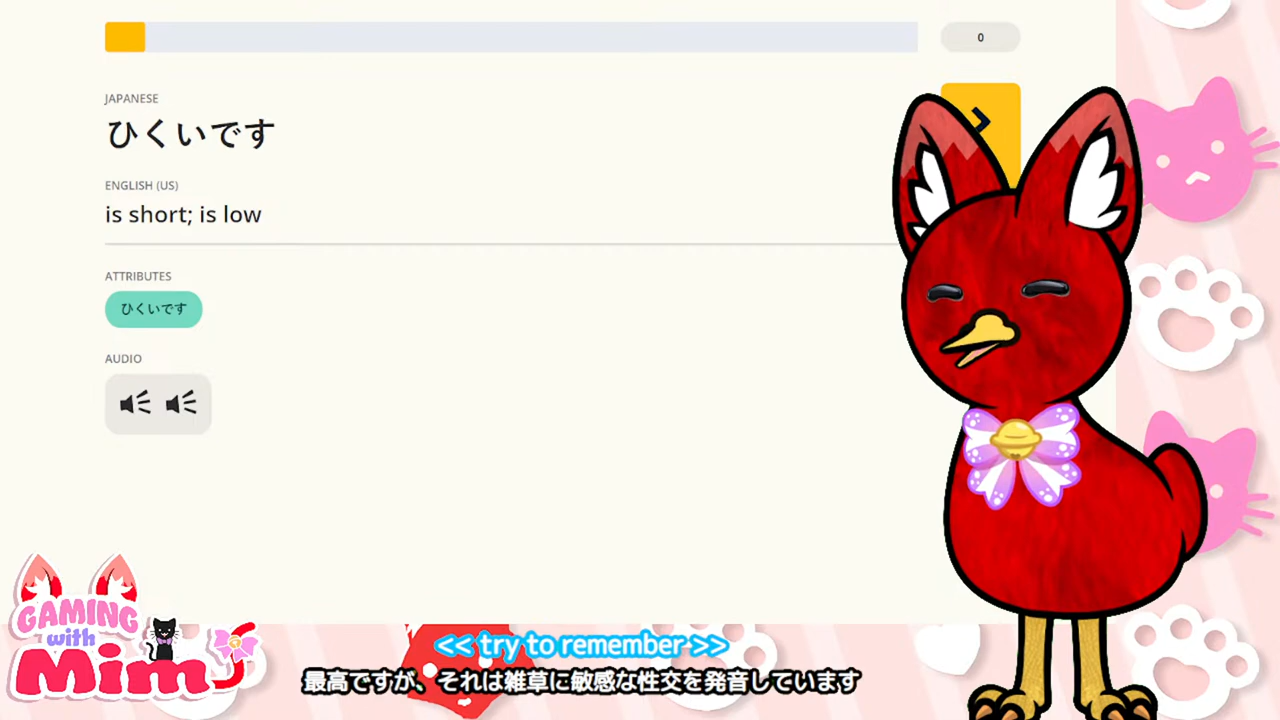 0
JAPANESE
ひくいです
ENGLISH (US)
is short; is low
ATTRIBUTES
ひくいです
AUDIO
GAMING
with
Mim
<< try to remember >>
最高ですが、それは雑草に敏感な性交を発音しています